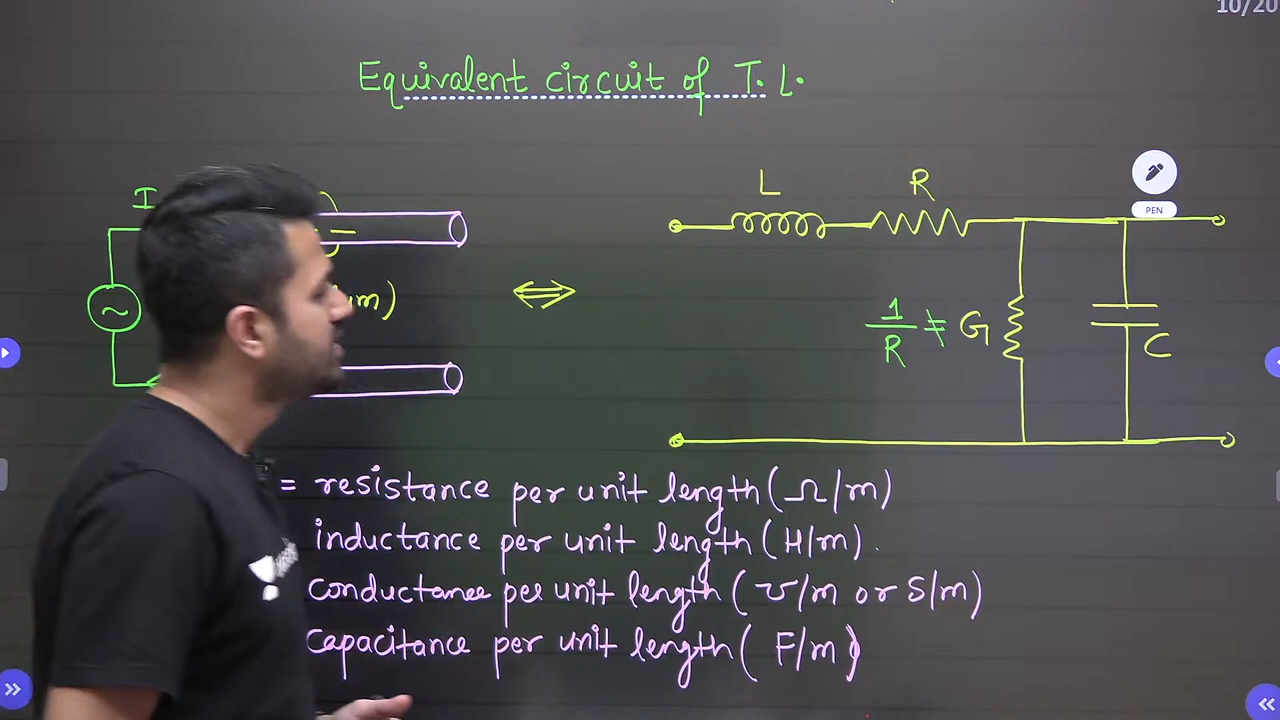 10/20
Equivalent circuit of T. L.
I
L
R
PEN
m)
1/R ≠ G
C
= resistance per unit length (Ω/m)
inductance per unit length (H/m).
conductance per unit length (℧/m or S/m)
capacitance per unit length ( F/m)